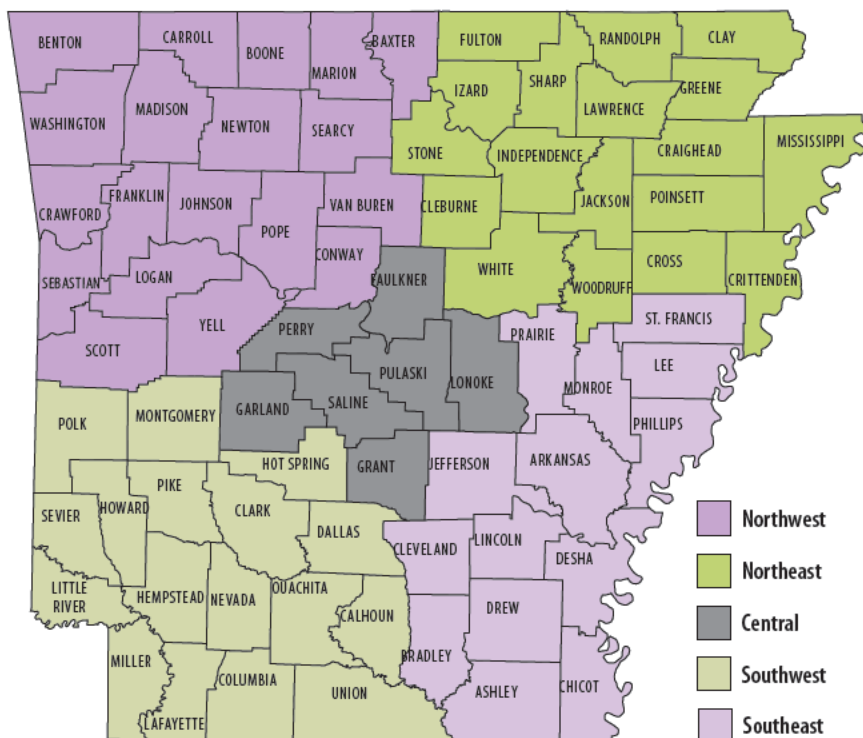 BENTON
CARROLL
BOONE
MARION
BAXTER
FULTON
RANDOLPH
CLAY
IZARD
SHARP
GREENE
LAWRENCE
WASHINGTON
MADISON
NEWTON
SEARCY
STONE
INDEPENDENCE
CRAIGHEAD
MISSISSIPPI
CRAWFORD
FRANKLIN
JOHNSON
POPE
VAN BUREN
CLEBURNE
JACKSON
POINSETT
SEBASTIAN
LOGAN
CONWAY
FAULKNER
WHITE
WOODRUFF
CROSS
CRITTENDEN
SCOTT
YELL
PERRY
PULASKI
LONOKE
PRAIRIE
ST. FRANCIS
LEE
MONROE
PHILLIPS
POLK
MONTGOMERY
GARLAND
SALINE
HOT SPRING
GRANT
JEFFERSON
ARKANSAS
SEVIER
HOWARD
PIKE
CLARK
DALLAS
CLEVELAND
LINCOLN
DESHA
LITTLE
RIVER
HEMPSTEAD
NEVADA
OUACHITA
CALHOUN
BRADLEY
DREW
MILLER
LAFAYETTE
COLUMBIA
UNION
ASHLEY
CHICOT
Northwest
Northeast
Central
Southwest
Southeast